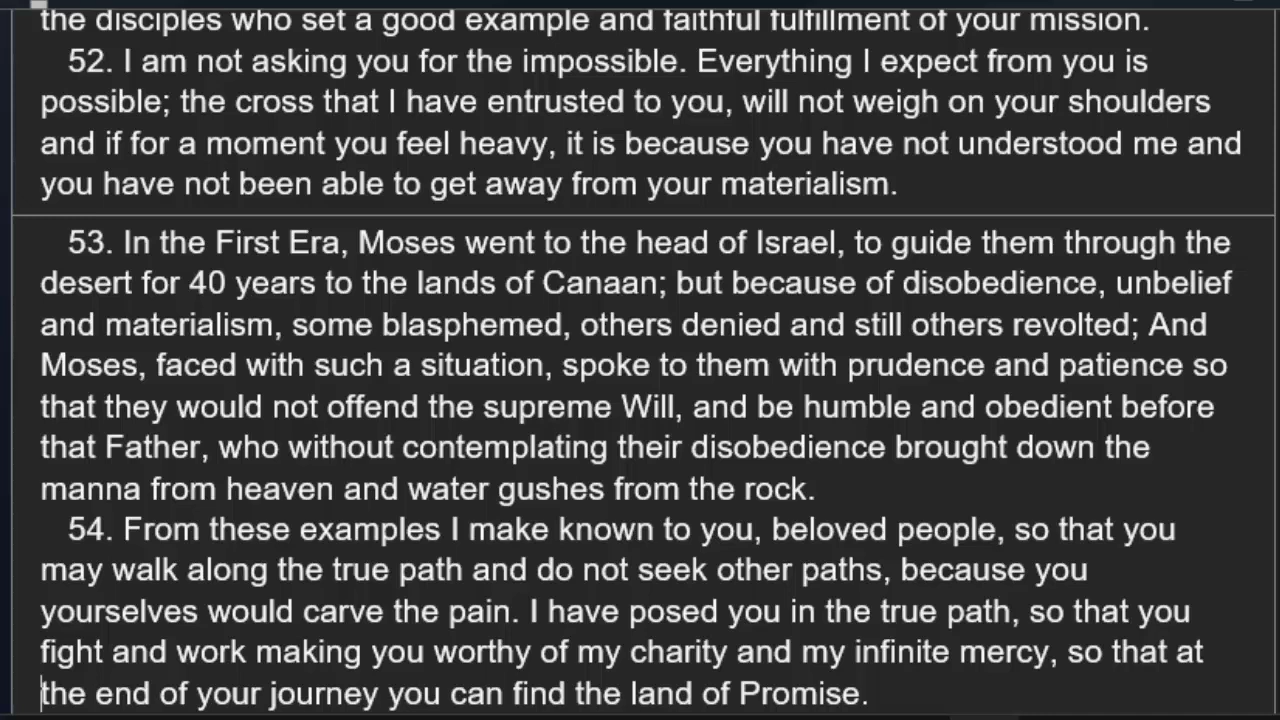 the disciples who set a good example and faithful fulfillment of your mission.
52. I am not asking you for the impossible. Everything I expect from you is
possible; the cross that I have entrusted to you, will not weigh on your shoulders
and if for a moment you feel heavy, it is because you have not understood me and
you have not been able to get away from your materialism.
53. In the First Era, Moses went to the head of Israel, to guide them through the
desert for 40 years to the lands of Canaan; but because of disobedience, unbelief
and materialism, some blasphemed, others denied and still others revolted; And
Moses, faced with such a situation, spoke to them with prudence and patience so
that they would not offend the supreme Will, and be humble and obedient before
that Father, who without contemplating their disobedience brought down the
manna from heaven and water gushes from the rock.
54. From these examples I make known to you, beloved people, so that you
may walk along the true path and do not seek other paths, because you
yourselves would carve the pain. I have posed you in the true path, so that you
fight and work making you worthy of my charity and my infinite mercy, so that at
the end of your journey you can find the land of Promise.